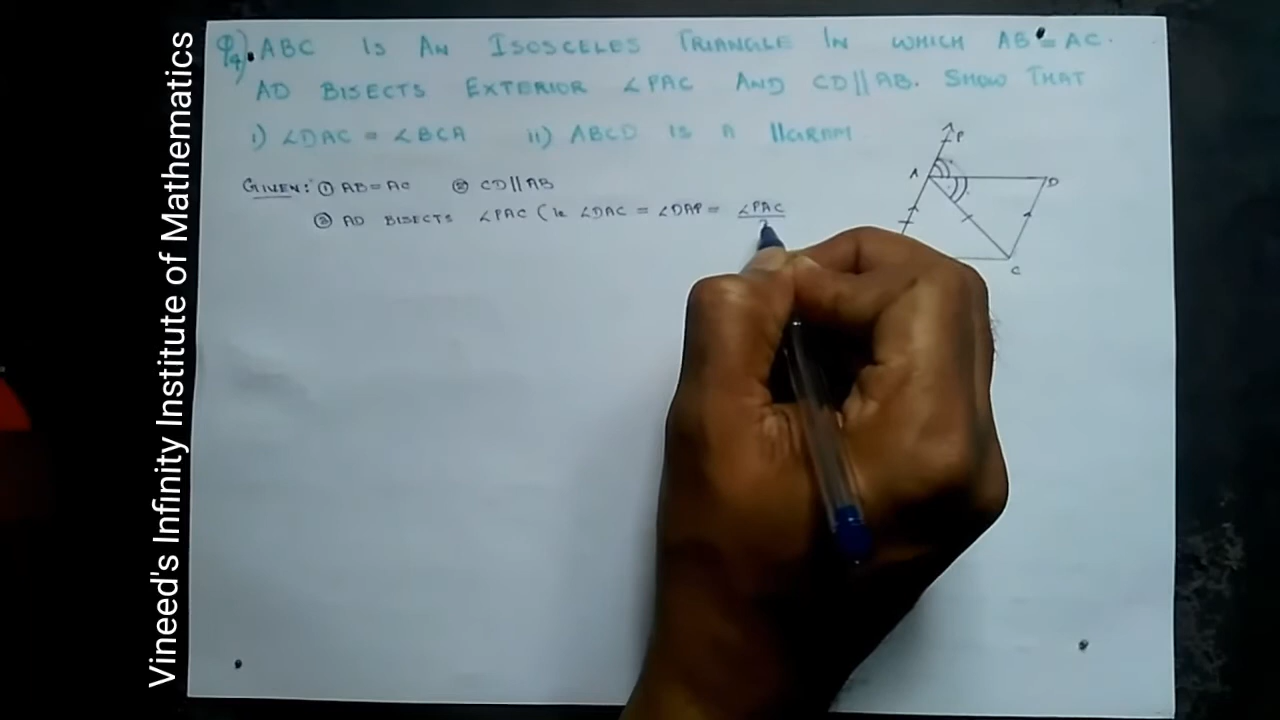 Q4) ABC IS AN ISOSCELES TRIANGLE IN WHICH AB = AC.
AD BISECTS EXTERIOR ∠PAC AND CD||AB. SHOW THAT
i) ∠DAC = ∠BCA ii) ABCD IS A ||GRAM
GIVEN: ① AB = AC ② CD||AB
③ AD BISECTS ∠PAC (ie ∠DAC = ∠DAP = ∠PAC/2
P
A
D
C
Vineed's Infinity Institute of Mathematics